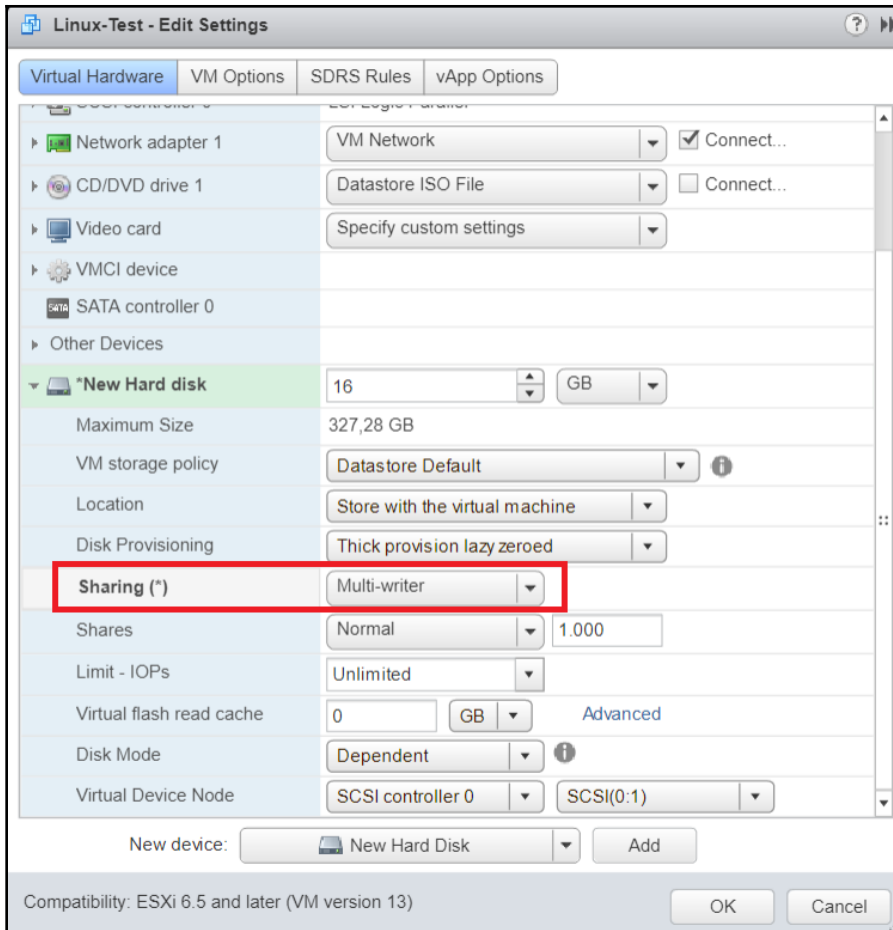 Linux-Test - Edit Settings
Virtual Hardware VM Options SDRS Rules vApp Options
Network adapter 1 VM Network Connect...
CD/DVD drive 1 Datastore ISO File Connect...
Video card Specify custom settings
VMCI device
SATA SATA controller 0
Other Devices
*New Hard disk 16 GB
Maximum Size 327,28 GB
VM storage policy Datastore Default
Location Store with the virtual machine
Disk Provisioning Thick provision lazy zeroed
Sharing (*) Multi-writer
Shares Normal 1.000
Limit - IOPs Unlimited
Virtual flash read cache 0 GB Advanced
Disk Mode Dependent
Virtual Device Node SCSI controller 0 SCSI(0:1)
New device: New Hard Disk Add
Compatibility: ESXi 6.5 and later (VM version 13) OK Cancel